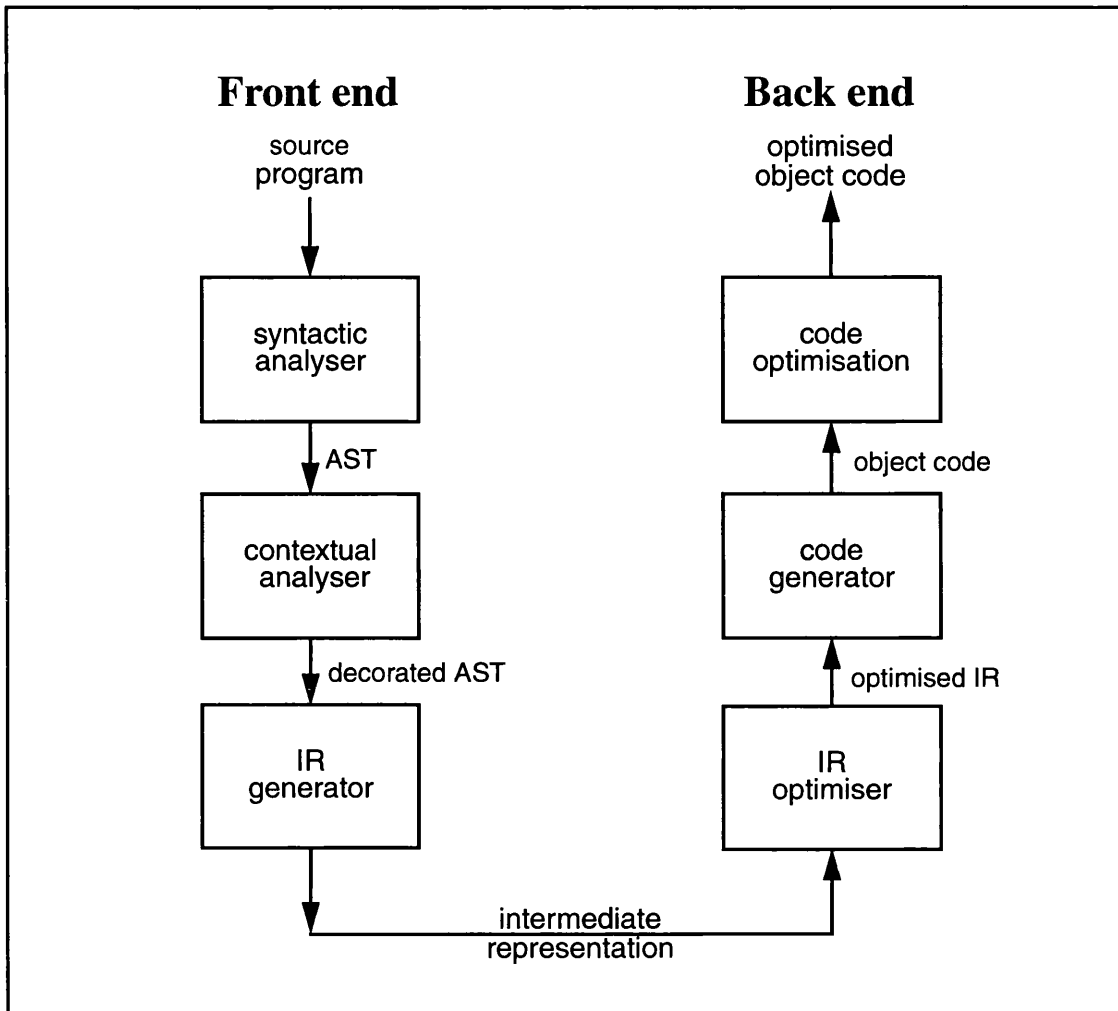 Front end
source
program
syntactic
analyser
AST
contextual
analyser
decorated AST
IR
generator
intermediate
representation
Back end
optimised
object code
code
optimisation
object code
code
generator
optimised IR
IR
optimiser